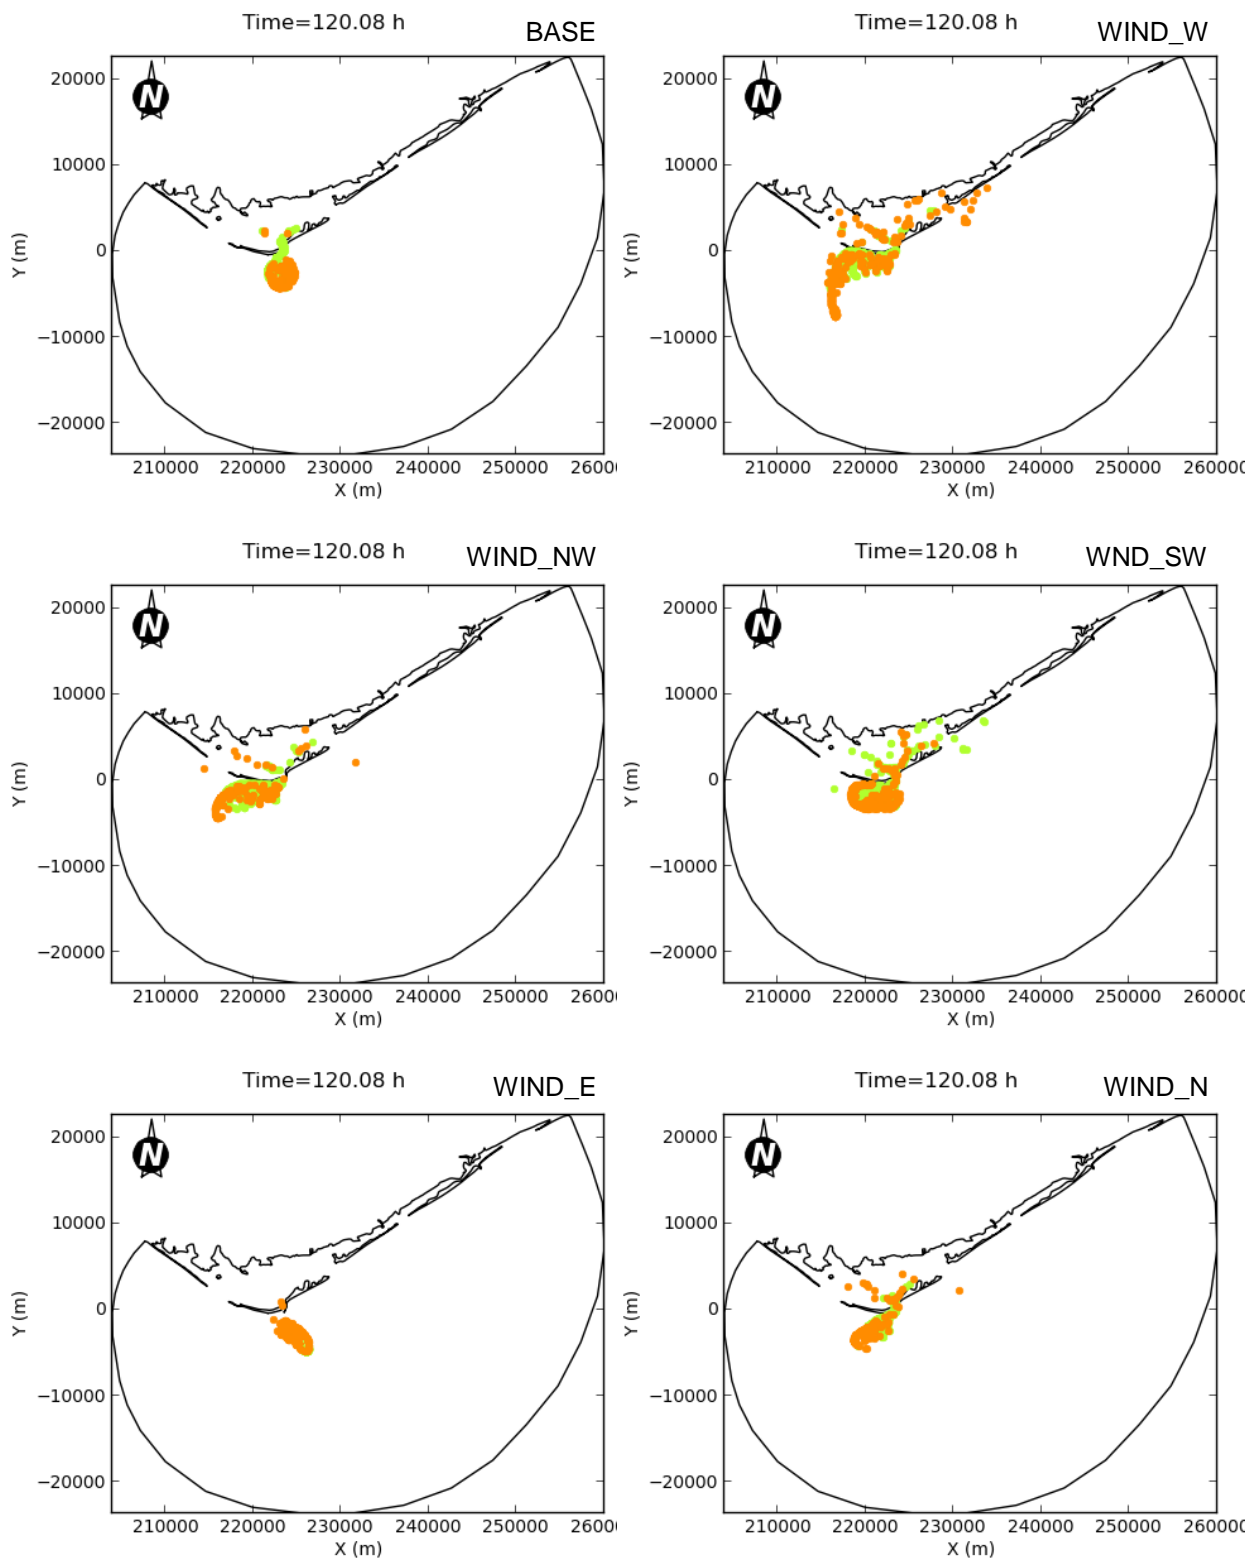 Time=120.08 h BASE
Time=120.08 h WIND_W
20000
10000
0
−10000
−20000
Y (m)
N
210000 220000 230000 240000 250000 26000
X (m)
20000
10000
0
−10000
−20000
Y (m)
N
210000 220000 230000 240000 250000 260000
X (m)
Time=120.08 h WIND_NW
Time=120.08 h WND_SW
20000
10000
0
−10000
−20000
Y (m)
N
210000 220000 230000 240000 250000 26000
X (m)
20000
10000
0
−10000
−20000
Y (m)
N
210000 220000 230000 240000 250000 260000
X (m)
Time=120.08 h WIND_E
Time=120.08 h WIND_N
20000
10000
0
−10000
−20000
Y (m)
N
210000 220000 230000 240000 250000 26000
X (m)
20000
10000
0
−10000
−20000
Y (m)
N
210000 220000 230000 240000 250000 260000
X (m)